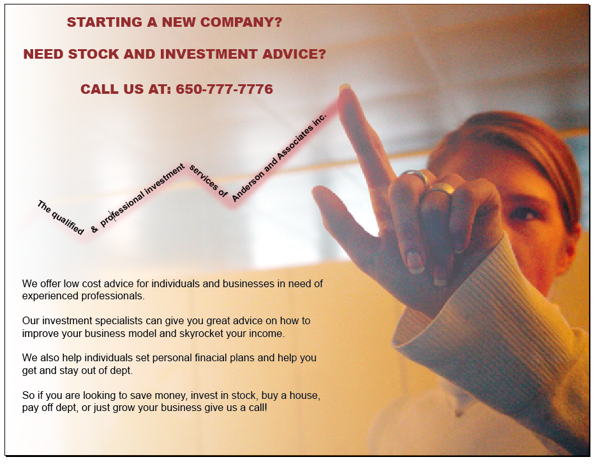 STARTING A NEW COMPANY?
NEED STOCK AND INVESTMENT ADVICE?
CALL US AT: 650-777-7776
The qualified & professional investment services of Anderson and Associates inc.
We offer low cost advice for individuals and businesses in need of
experienced professionals.
Our investment specialists can give you great advice on how to
improve your business model and skyrocket your income.
We also help individuals set personal finacial plans and help you
get and stay out of dept.
So if you are looking to save money, invest in stock, buy a house,
pay off dept, or just grow your business give us a call!